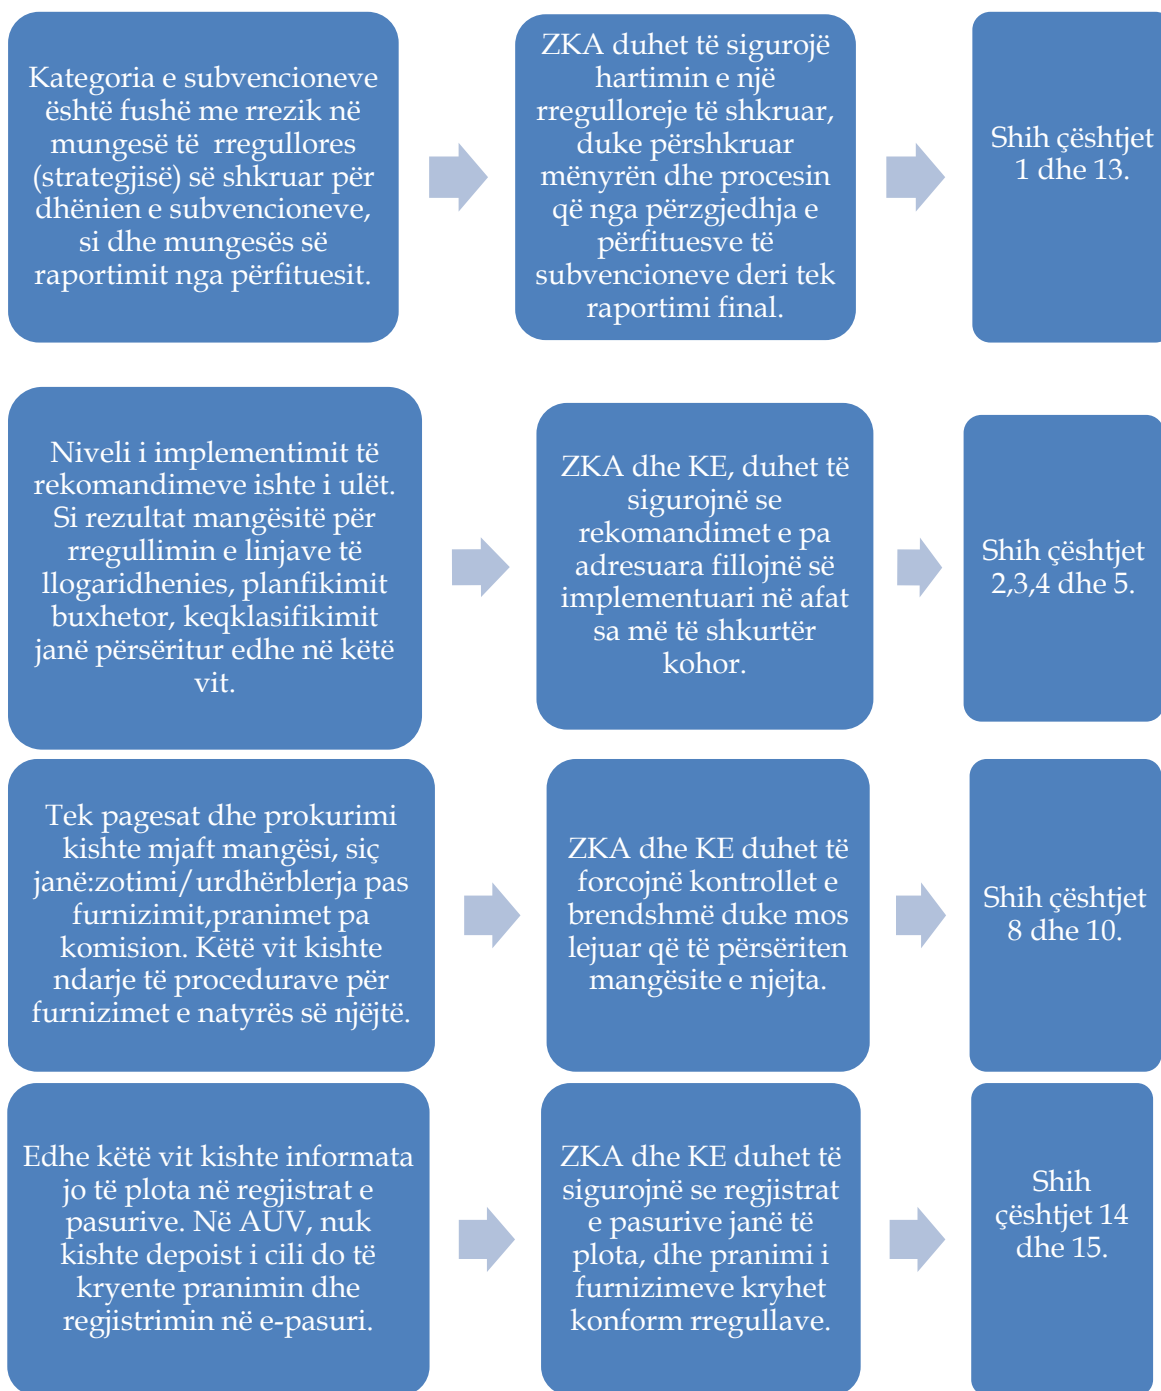 Kategoria e subvencioneve
është fushë me rrezik në
mungesë të rregullores
(strategjisë) së shkruar për
dhënien e subvencioneve,
si dhe mungesës së
raportimit nga përfituesit.
ZKA duhet të sigurojë
hartimin e një
rregulloreje të shkruar,
duke përshkruar
mënyrën dhe procesin
që nga përzgjedhja e
përfituesve të
subvencioneve deri tek
raportimi final.
Shih çështjet
1 dhe 13.
Niveli i implementimit të
rekomandimeve ishte i ulët.
Si rezultat mangësitë për
rregullimin e linjave të
llogaridhenies, planfikimit
buxhetor, keqklasifikimit
janë përsëritur edhe në këtë
vit.
ZKA dhe KE, duhet të
sigurojnë se
rekomandimet e pa
adresuara fillojnë së
implementuari në afat
sa më të shkurtër
kohor.
Shih çështjet
2,3,4 dhe 5.
Tek pagesat dhe prokurimi
kishte mjaft mangësi, siç
janë:zotimi/urdhërblerja pas
furnizimit,pranimet pa
komision. Këtë vit kishte
ndarje të procedurave për
furnizimet e natyrës së njëjtë.
ZKA dhe KE duhet të
forcojnë kontrollet e
brendshmë duke mos
lejuar që të përsëriten
mangësite e njejta.
Shih çështjet
8 dhe 10.
Edhe këtë vit kishte informata
jo të plota në regjistrat e
pasurive. Në AUV, nuk
kishte depoist i cili do të
kryente pranimin dhe
regjistrimin në e-pasuri.
ZKA dhe KE duhet të
sigurojnë se regjistrat
e pasurive janë të
plota, dhe pranimi i
furnizimeve kryhet
konform rregullave.
Shih
çështjet 14
dhe 15.